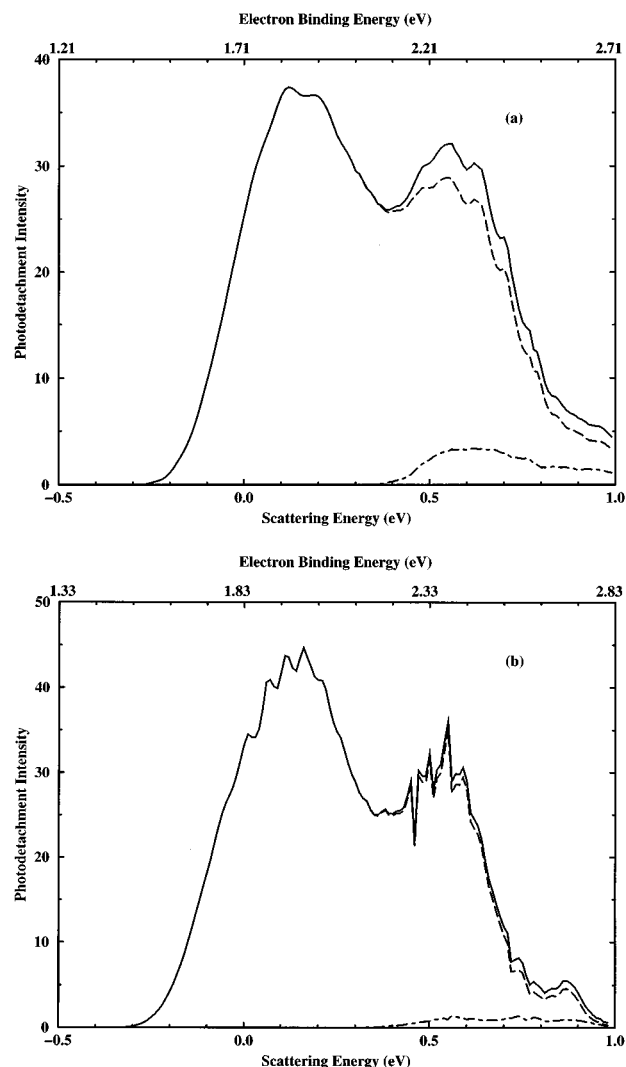 Electron Binding Energy (eV)
1.21 1.71 2.21 2.71
40
(a)
30
Photodetachment Intensity
20
10
0
−0.5 0.0 0.5 1.0
Scattering Energy (eV)
Electron Binding Energy (eV)
1.33 1.83 2.33 2.83
50
(b)
40
30
Photodetachment Intensity
20
10
0
−0.5 0.0 0.5 1.0
Scattering Energy (eV)